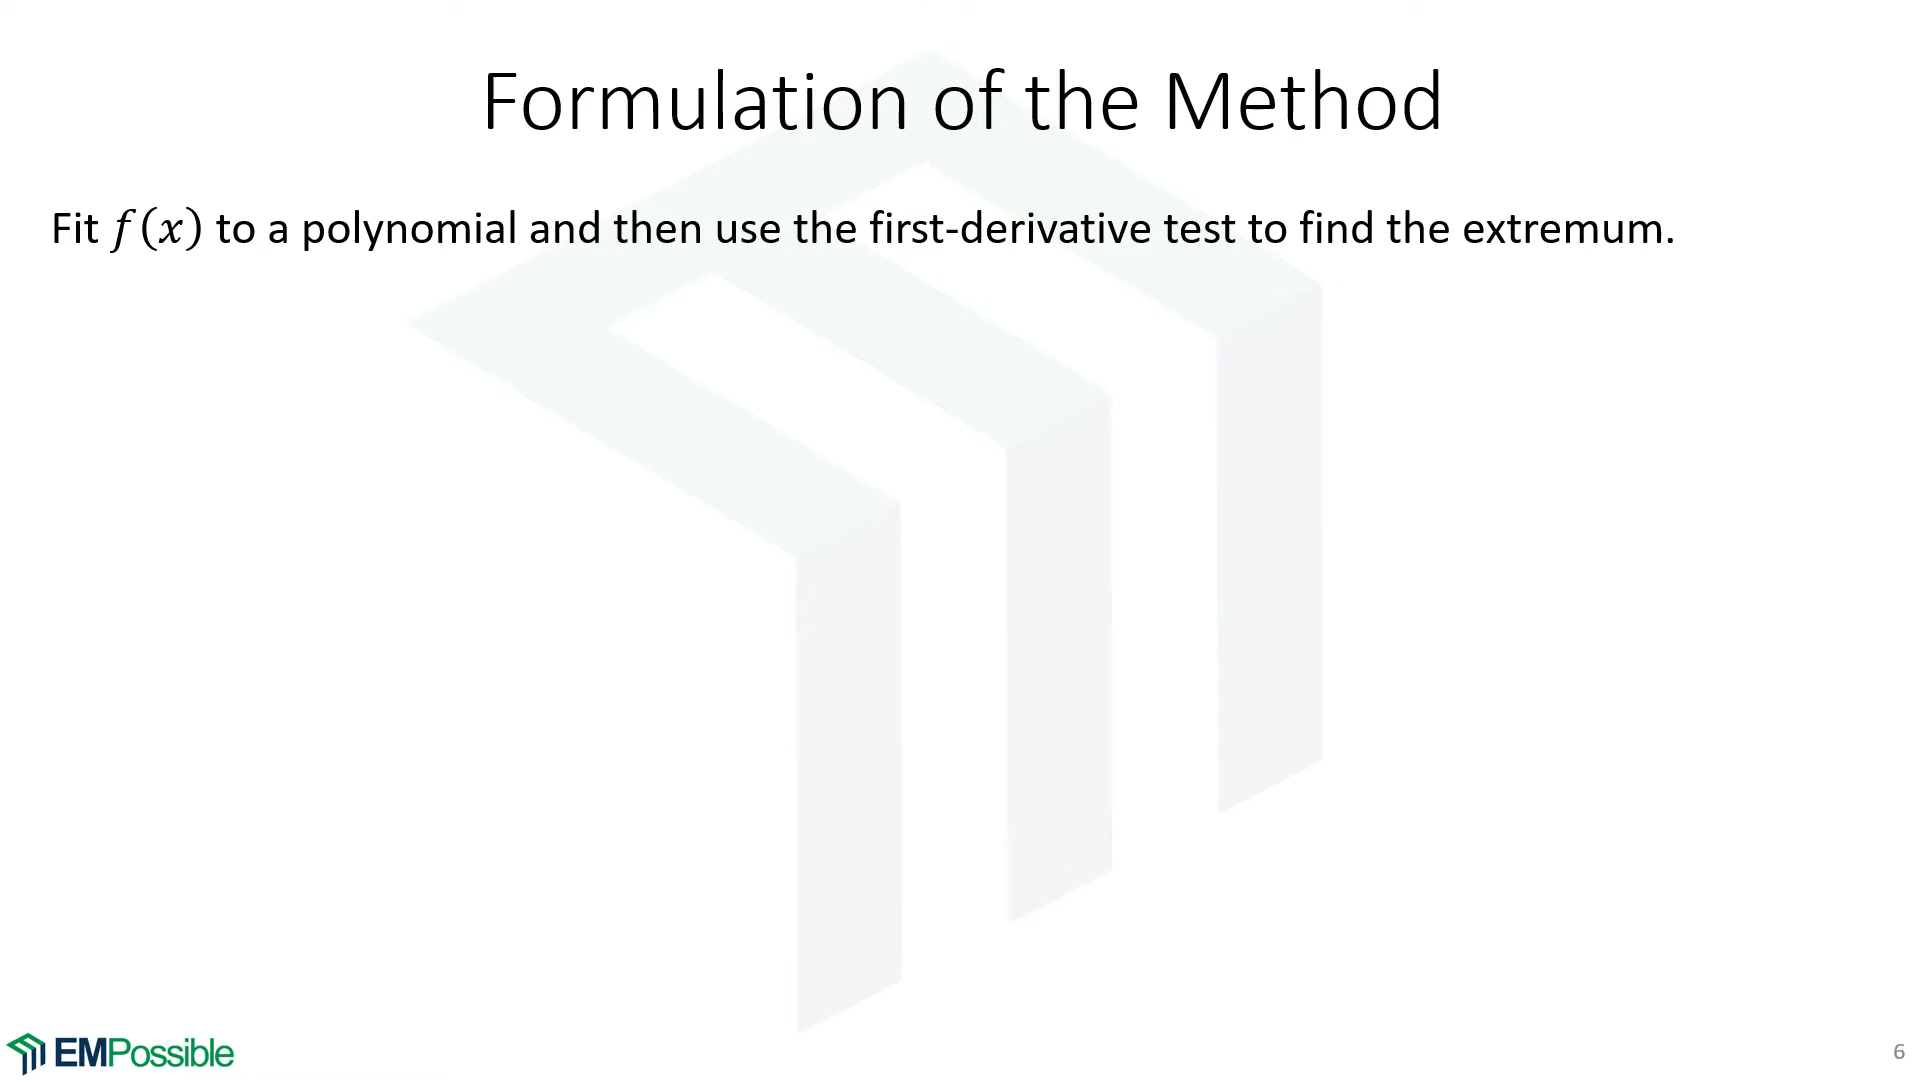 Formulation of the Method
Fit f(x) to a polynomial and then use the first-derivative test to find the extremum.
EMPossible
6